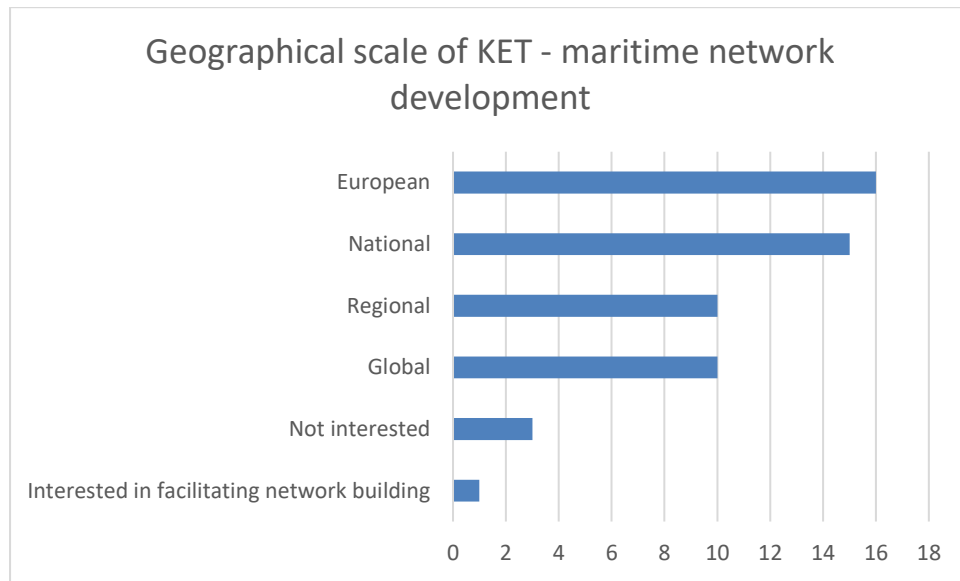 Geographical scale of KET - maritime network
development
European
National
Regional
Global
Not interested
Interested in facilitating network building
0 2 4 6 8 10 12 14 16 18